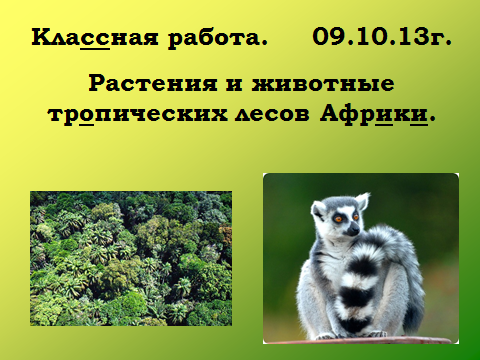 Классная работа. 09.10.13г.
Растения и животные
тропических лесов Африки.